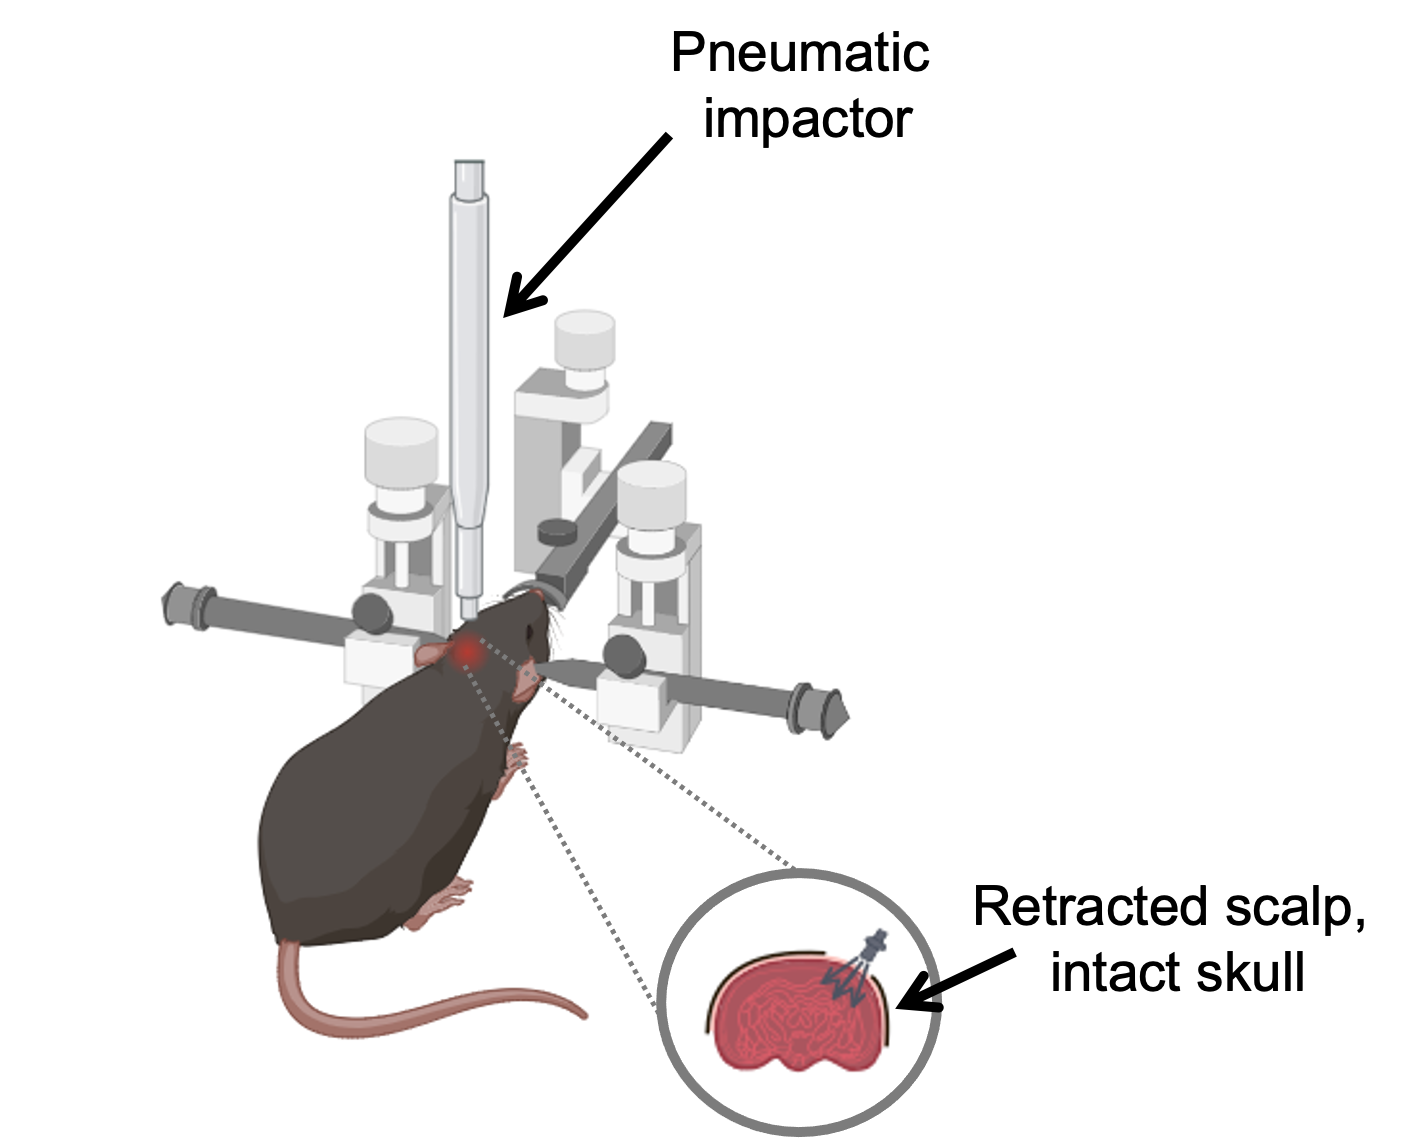 Pneumatic
impactor
Retracted scalp,
intact skull